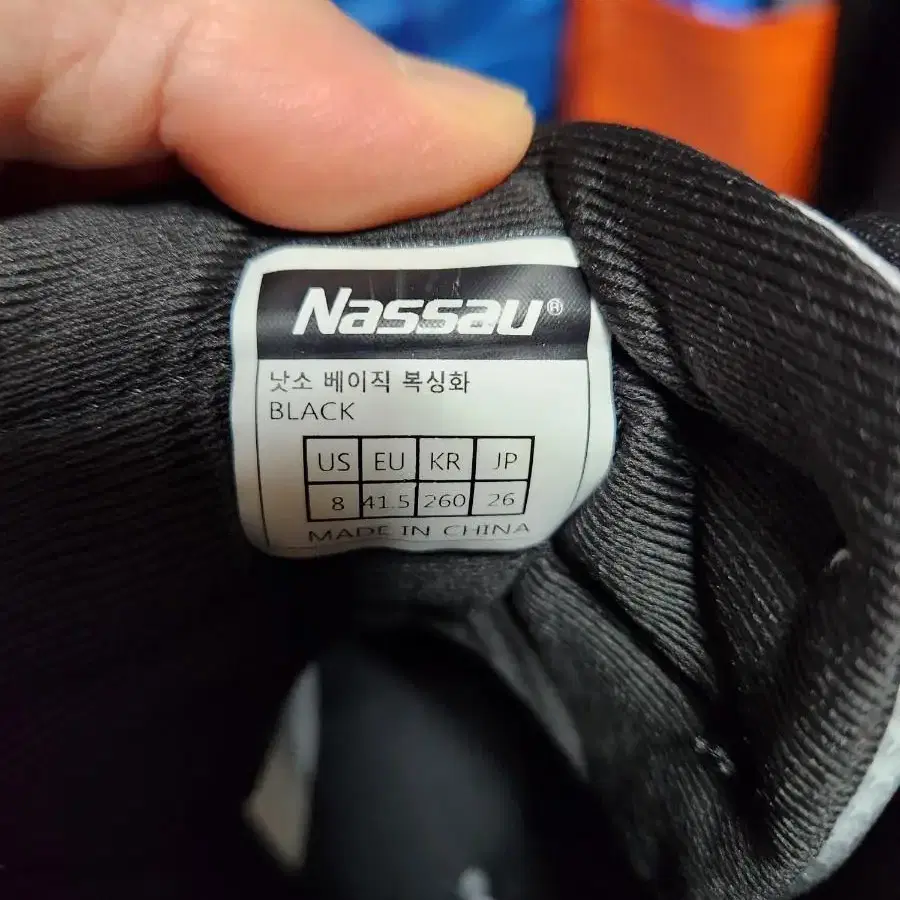 Nassau®
낫소 베이직 복싱화
BLACK
US EU KR JP
8 41.5 260 26
MADE IN CHINA